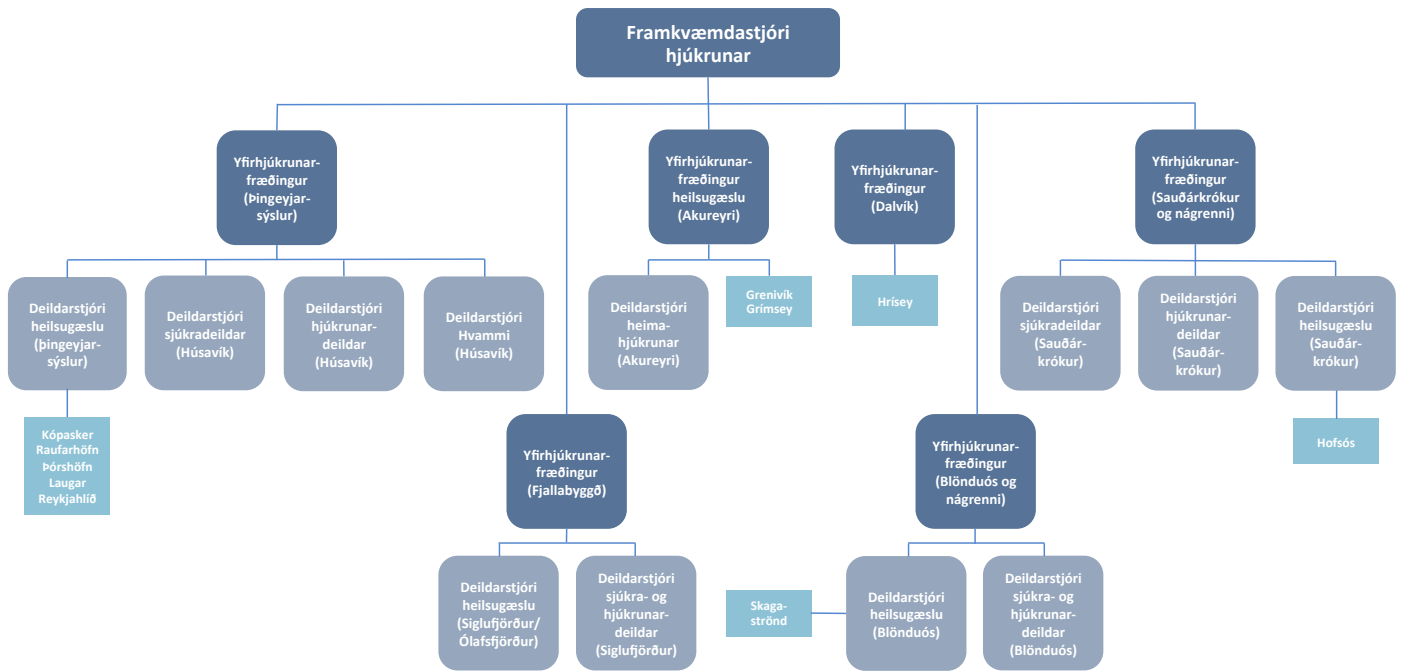 Framkvæmdastjóri
hjúkrunar
Yfirhjúkrunar-
fræðingur
(Þingeyjar-
sýslur)
Yfirhjúkrunar-
fræðingur
heilsugæslu
(Akureyri)
Yfirhjúkrunar-
fræðingur
(Dalvík)
Yfirhjúkrunar-
fræðingur
(Sauðárkrókur
og nágrenni)
Deildarstjóri
heilsugæslu
(þingeyjar-
sýslur)
Deildarstjóri
sjúkradeildar
(Húsavík)
Deildarstjóri
hjúkrunar-
deildar
(Húsavík)
Deildarstjóri
Hvammi
(Húsavík)
Deildarstjóri
heima-
hjúkrunar
(Akureyri)
Grenivík
Grímsey
Hrísey
Deildarstjóri
sjúkradeildar
(Sauðár-
krókur)
Deildarstjóri
hjúkrunar-
deildar
(Sauðár-
krókur)
Deildarstjóri
heilsugæslu
(Sauðár-
krókur)
Kópasker
Raufarhöfn
Þórshöfn
Laugar
Reykjahlíð
Yfirhjúkrunar-
fræðingur
(Fjallabyggð)
Yfirhjúkrunar-
fræðingur
(Blönduós og
nágrenni)
Hofsós
Deildarstjóri
heilsugæslu
(Siglufjörður/
Ólafsfjörður)
Deildarstjóri
sjúkra- og
hjúkrunar-
deildar
(Siglufjörður)
Skaga-
strönd
Deildarstjóri
heilsugæslu
(Blönduós)
Deildarstjóri
sjúkra- og
hjúkrunar-
deildar
(Blönduós)